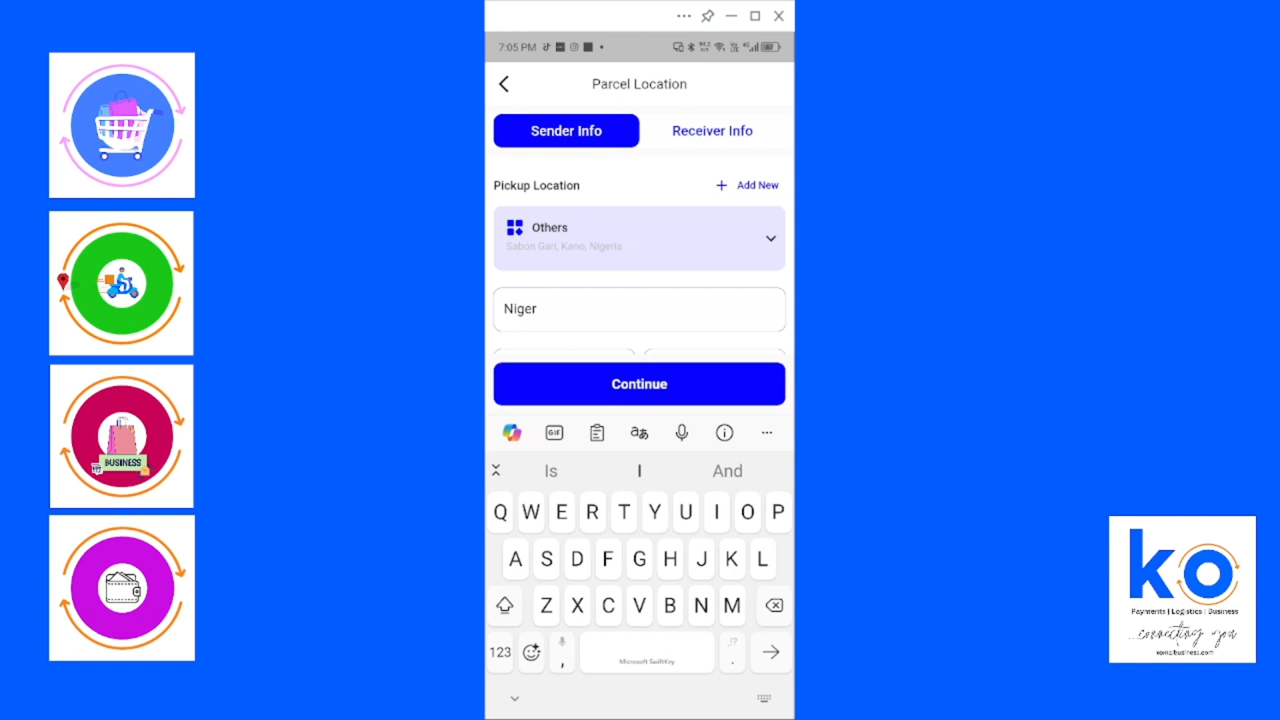 7:05 PM
Parcel Location
Sender Info
Receiver Info
Pickup Location
+ Add New
Others
Sabon Gari, Kano, Nigeria
Niger
Continue
GIF
Is I And
Q W E R T Y U I O P
A S D F G H J K L
Z X C V B N M
123 , !? .
Microsoft SwiftKey
BUSINESS
ko
Payments | Logistics | Business
...connecting you